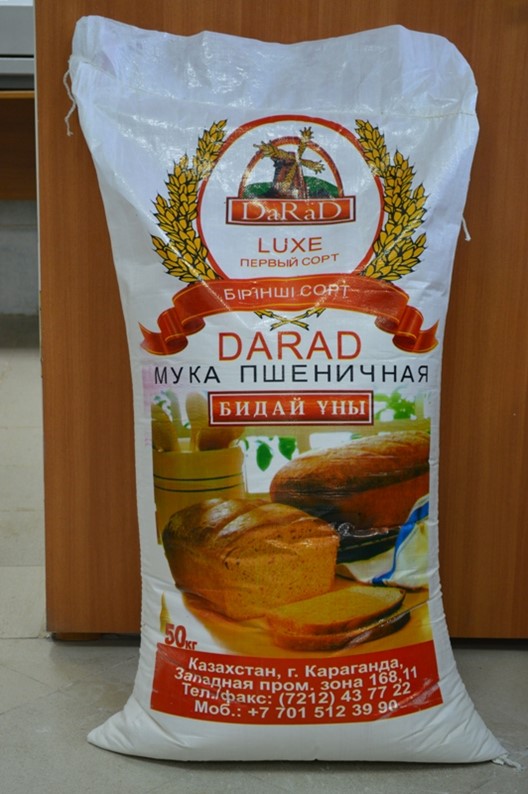 DaRaD
LUXE
ПЕРВЫЙ СОРТ
БІРІНШІ СОРТ
DARAD
МУКА ПШЕНИЧНАЯ
БИДАЙ ҰНЫ
50кг
Казахстан, г. Караганда,
Западная пром. зона 168,11
Тел./факс: (7212) 43 77 22
Моб.: +7 701 512 39 90